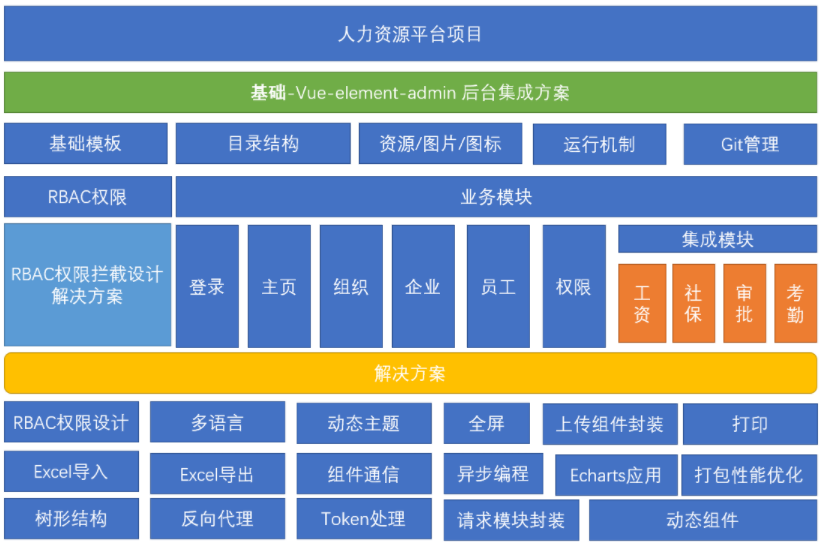 人力资源平台项目
基础-Vue-element-admin 后台集成方案
基础模板
目录结构
资源/图片/图标
运行机制
Git管理
RBAC权限
业务模块
RBAC权限拦截设计
解决方案
登录
主页
组织
企业
员工
权限
集成模块
工
资
社
保
审
批
考
勤
解决方案
RBAC权限设计
多语言
动态主题
全屏
上传组件封装
打印
Excel导入
Excel导出
组件通信
异步编程
Echarts应用
打包性能优化
树形结构
反向代理
Token处理
请求模块封装
动态组件